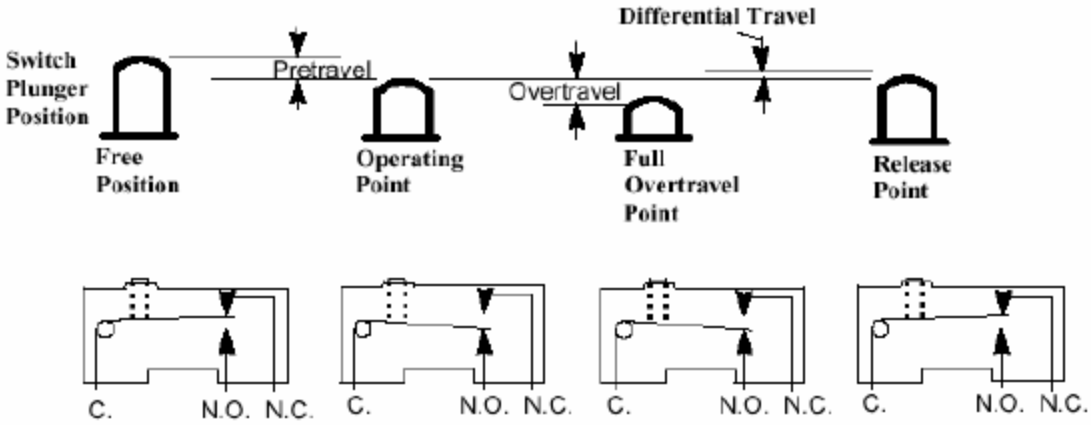 Differential Travel
Switch
Plunger
Position
Pretravel
Overtravel
Free
Position
Operating
Point
Full
Overtravel
Point
Release
Point
C. N.O. N.C.
C. N.O. N.C.
C. N.O. N.C.
C. N.O. N.C.